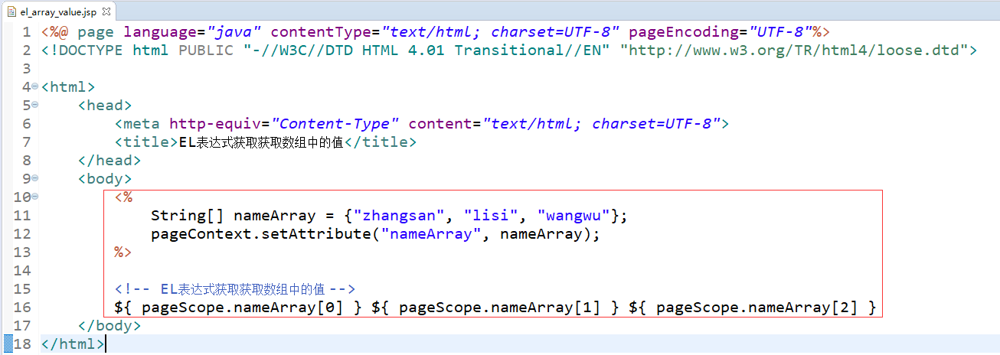 el_array_value.jsp
1 <%@ page language="java" contentType="text/html; charset=UTF-8" pageEncoding="UTF-8"%>
2 <!DOCTYPE html PUBLIC "-//W3C//DTD HTML 4.01 Transitional//EN" "http://www.w3.org/TR/html4/loose.dtd">
3
4 <html>
5     <head>
6         <meta http-equiv="Content-Type" content="text/html; charset=UTF-8">
7         <title>EL表达式获取获取数组中的值</title>
8     </head>
9     <body>
10         <%
11             String[] nameArray = {"zhangsan", "lisi", "wangwu"};
12             pageContext.setAttribute("nameArray", nameArray);
13         %>
14
15         <!-- EL表达式获取获取数组中的值 -->
16         ${ pageScope.nameArray[0] } ${ pageScope.nameArray[1] } ${ pageScope.nameArray[2] }
17     </body>
18 </html>